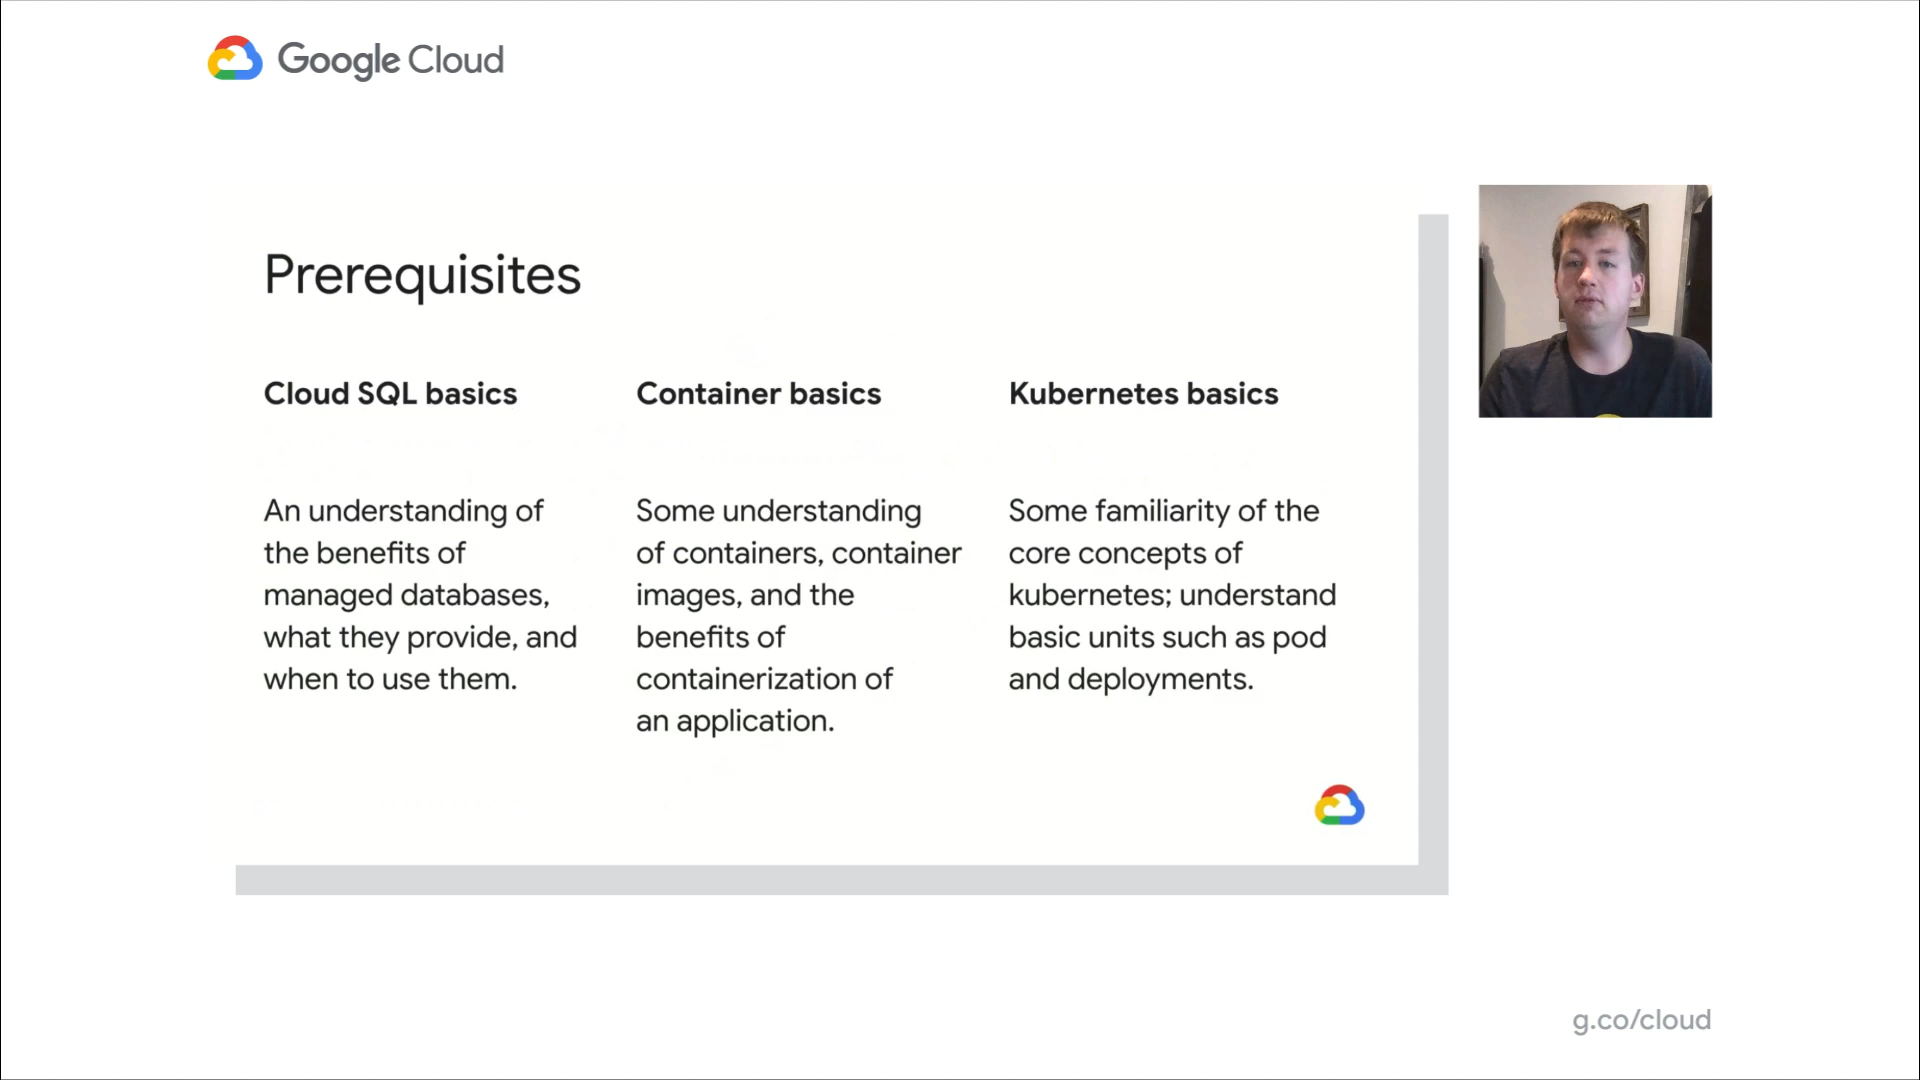 Google Cloud
Prerequisites
Cloud SQL basics
An understanding of
the benefits of
managed databases,
what they provide, and
when to use them.
Container basics
Some understanding
of containers, container
images, and the
benefits of
containerization of
an application.
Kubernetes basics
Some familiarity of the
core concepts of
kubernetes; understand
basic units such as pod
and deployments.
g.co/cloud